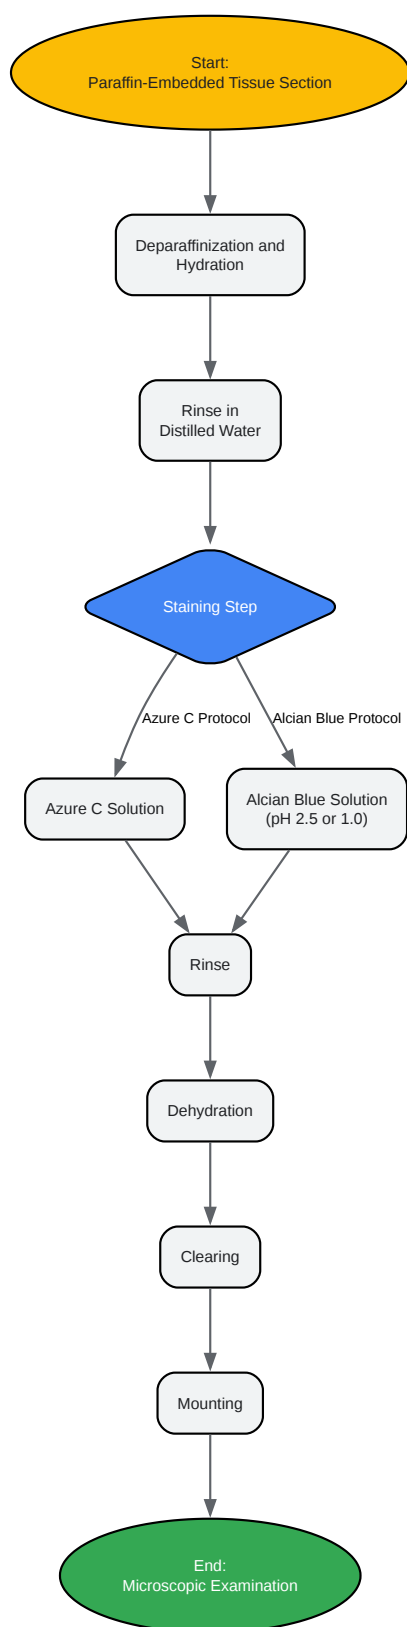 Start:
Paraffin-Embedded Tissue Section
Deparaffinization and
Hydration
Rinse in
Distilled Water
Staining Step
Azure C Protocol
Alcian Blue Protocol
Azure C Solution
Alcian Blue Solution
(pH 2.5 or 1.0)
Rinse
Dehydration
Clearing
Mounting
End:
Microscopic Examination